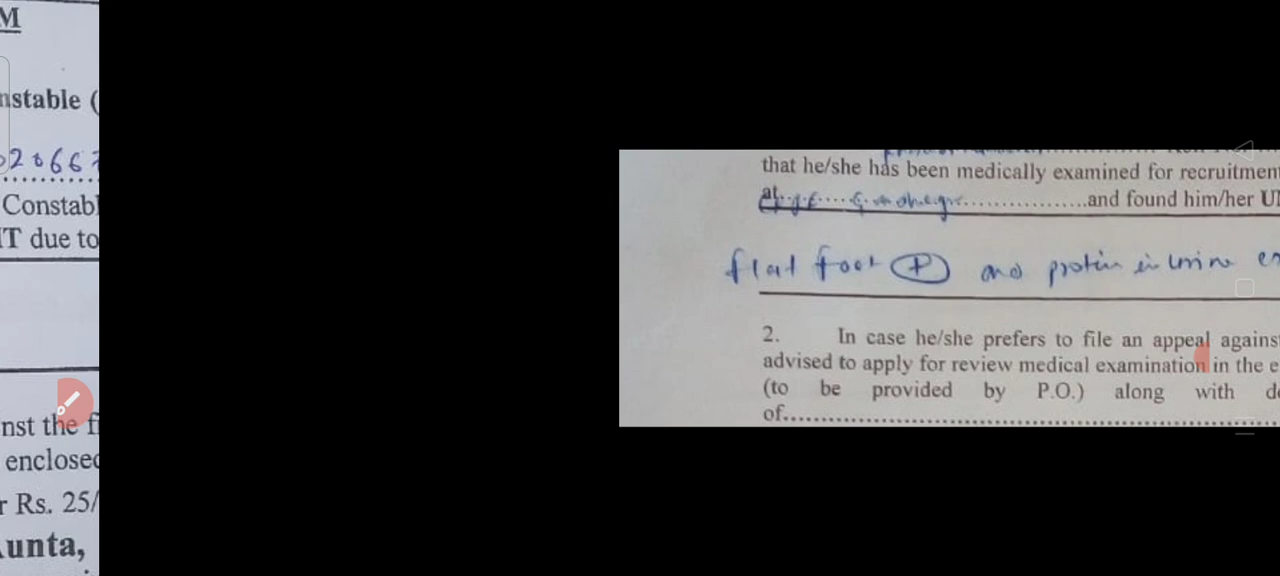 M
nstable (
02067
Constabl
IT due to
nst the f
enclosed
r Rs. 25/
unta,
that he/she has been medically examined for recruitment
at.......................and found him/her U
flat foot (P) and protein in urine
2. In case he/she prefers to file an appeal agains
advised to apply for review medical examination in the e
(to be provided by P.O.) along with d
of................................................